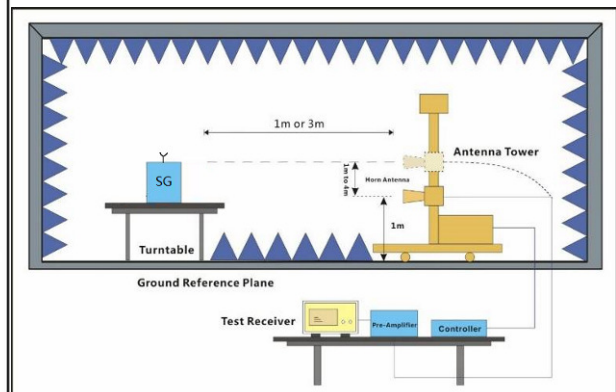 1m or 3m
Antenna Tower
SG
1m to 4m
Horn Antenna
1m
Turntable
Ground Reference Plane
Test Receiver
Pre-Amplifier
Controller